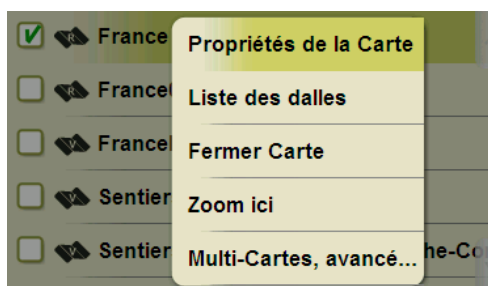 France
Propriétés de la Carte
France
Liste des dalles
France
Fermer Carte
Sentier
Zoom ici
Sentier
Multi-Cartes, avancé...
he-Co